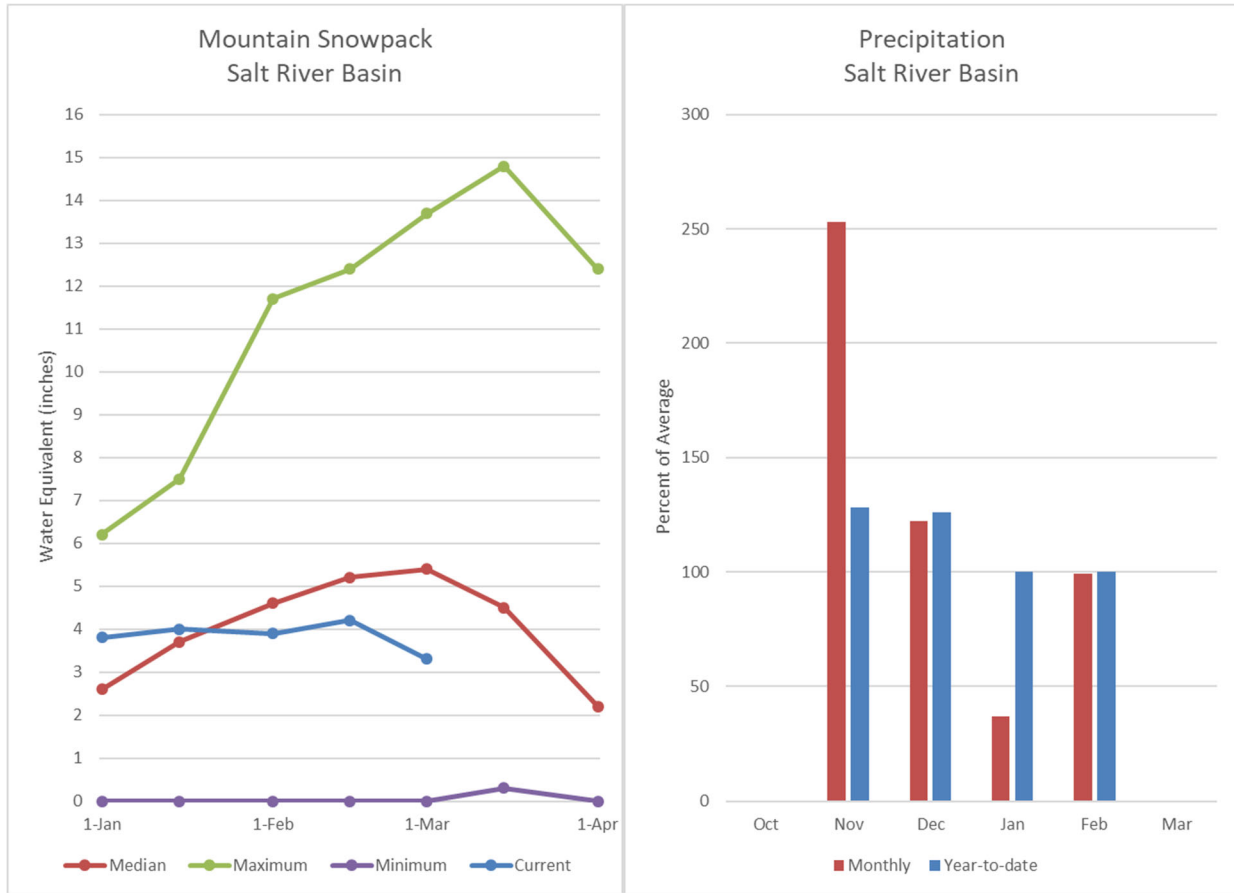 Mountain Snowpack
Salt River Basin
Water Equivalent (inches)
16
15
14
13
12
11
10
9
8
7
6
5
4
3
2
1
0
1-Jan 1-Feb 1-Mar 1-Apr
Median Maximum Minimum Current
Precipitation
Salt River Basin
Percent of Average
300
250
200
150
100
50
0
Oct Nov Dec Jan Feb Mar
Monthly Year-to-date